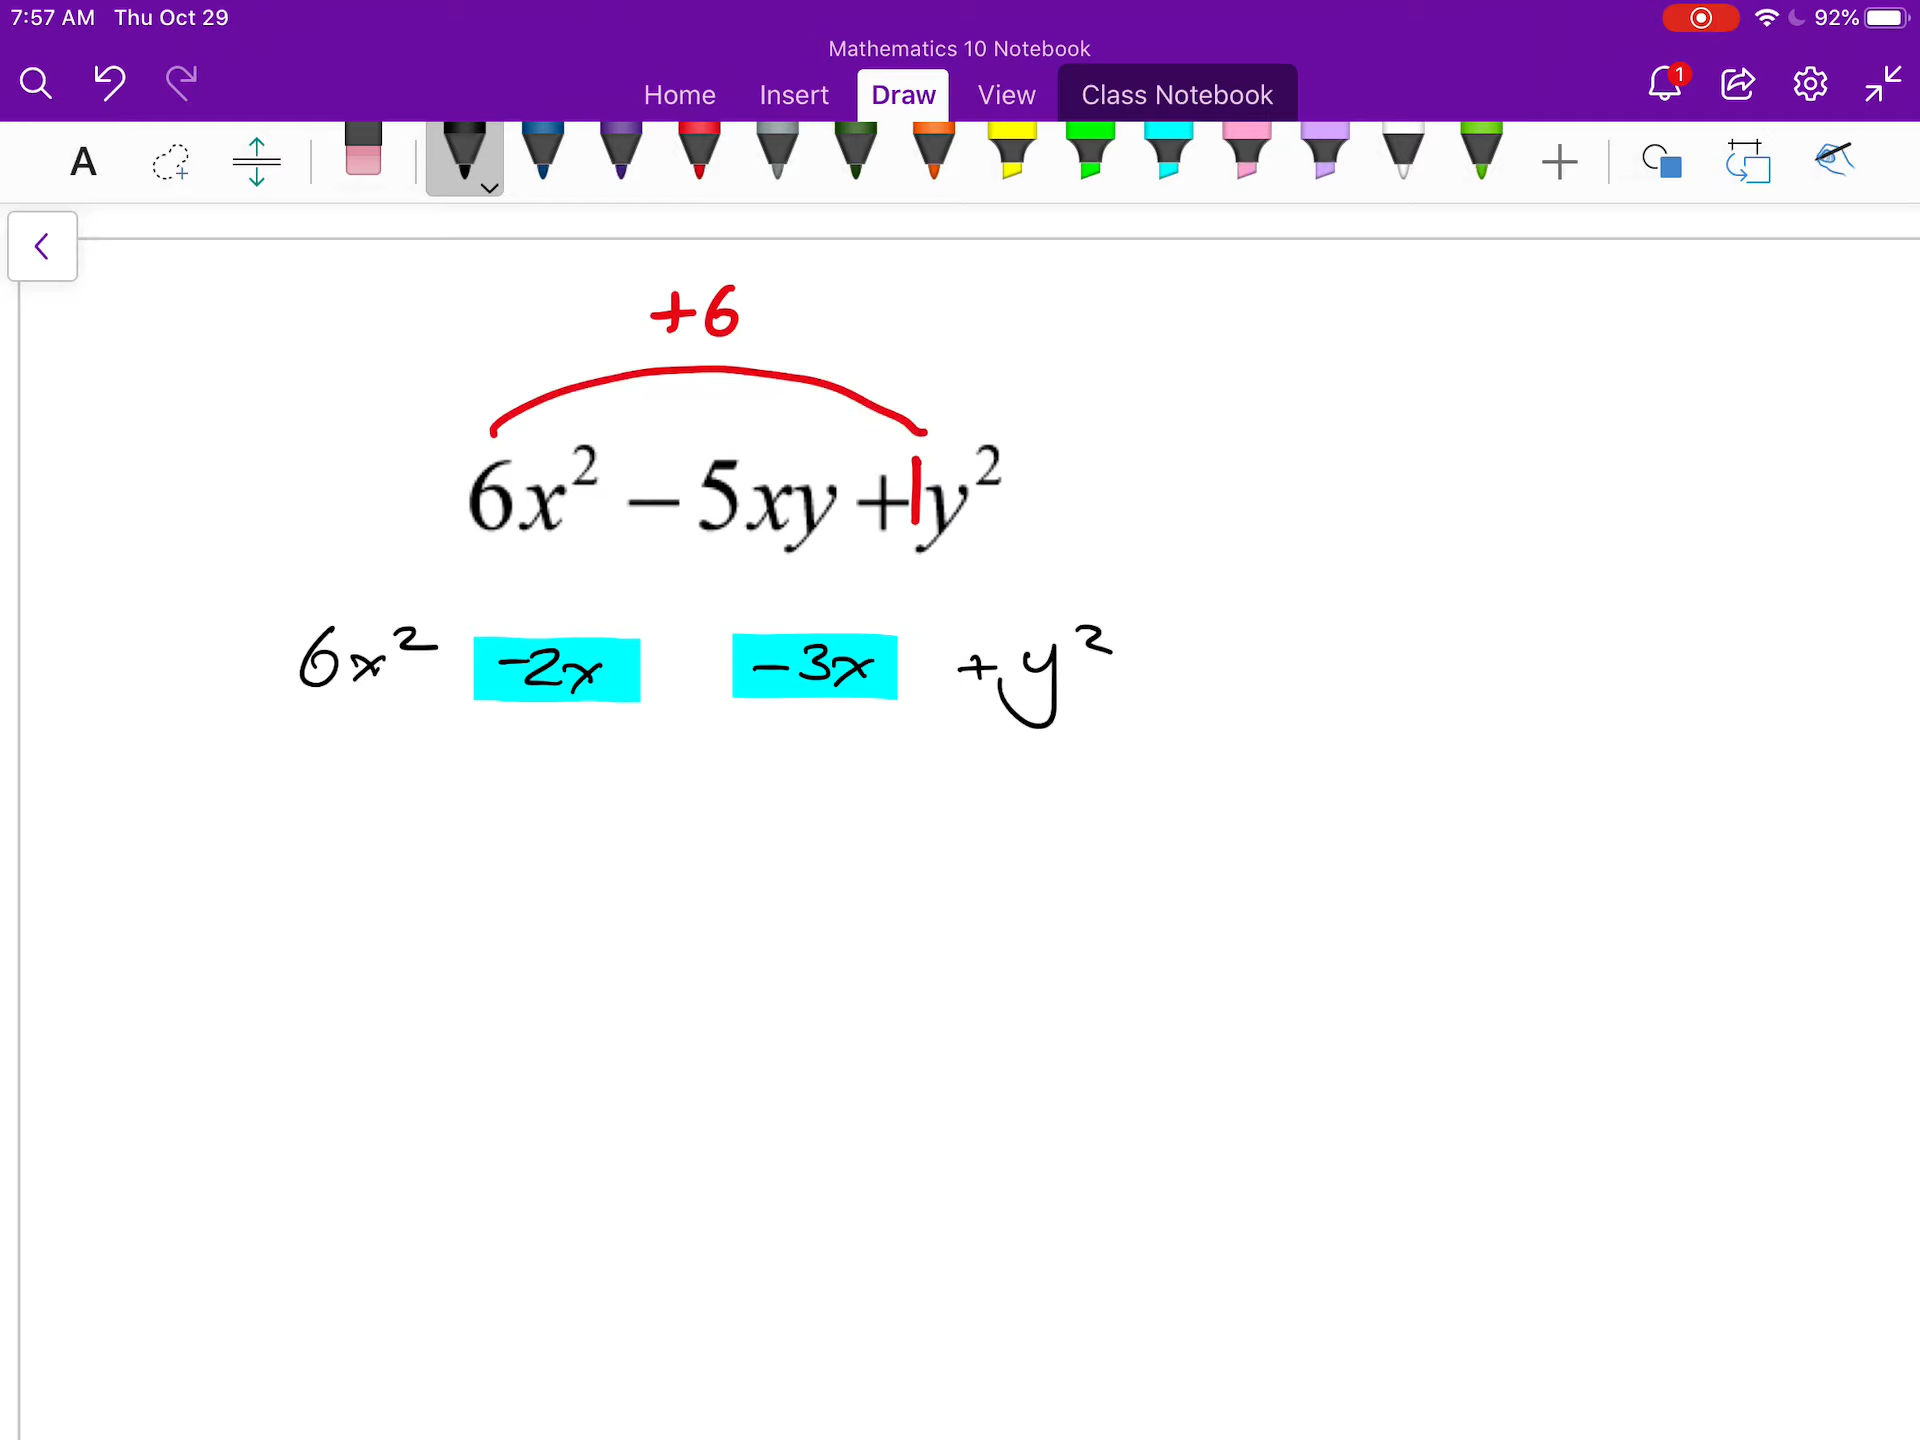 7:57 AM Thu Oct 29 92%
Mathematics 10 Notebook
Home Insert Draw View Class Notebook 1
A
+6
6x² − 5xy +1y²
6x² -2x -3x +y²